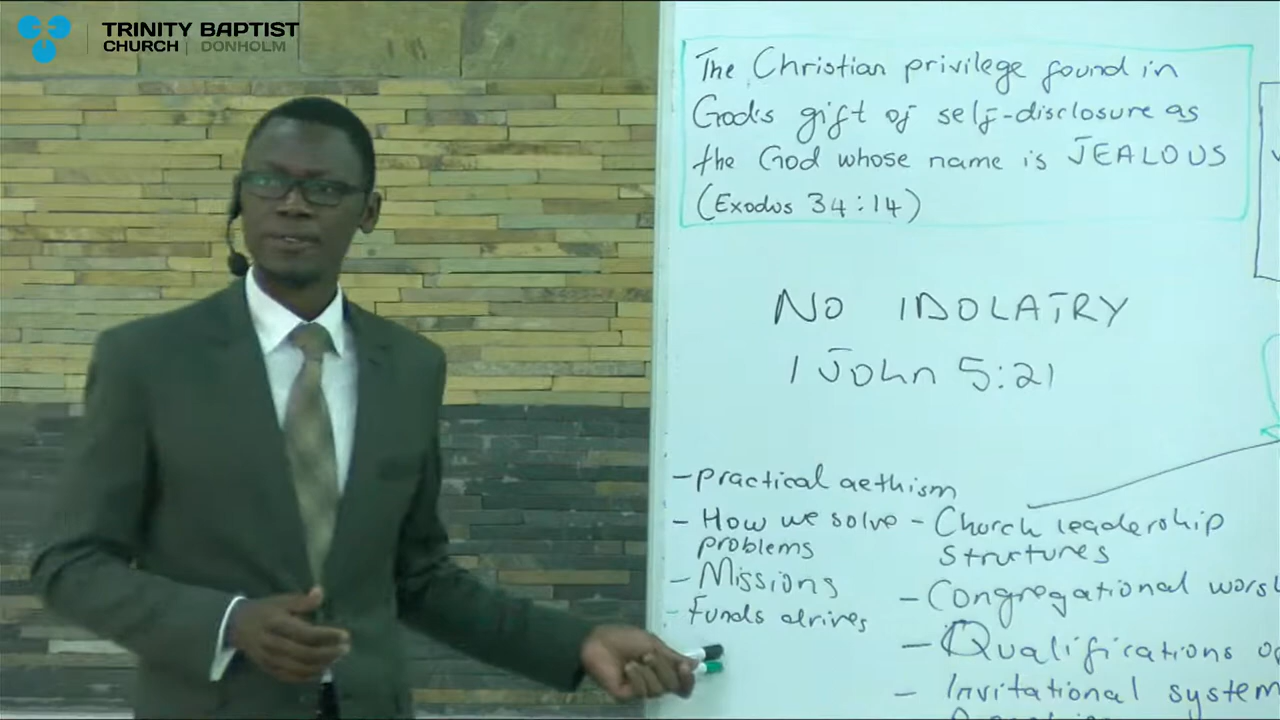 TRINITY BAPTIST
CHURCH | DONHOLM
The Christian privilege found in
God's gift of self-disclosure as
the God whose name is JEALOUS
(Exodus 34:14)
NO IDOLATRY
1 John 5:21
- practical aethism
- How we solve
problems
- Missions
- Funds drives
- Church leadership
structures
- Congregational wors
- Qualifications o
- Invitational system